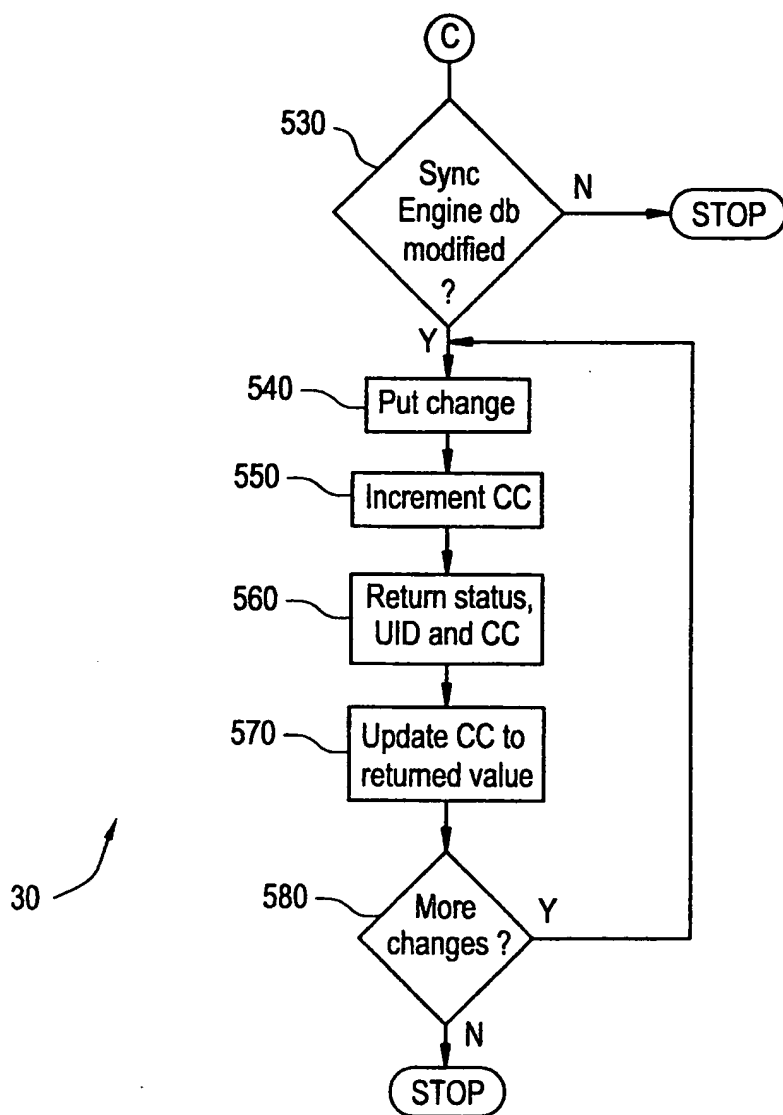 C
530
Sync
Engine db
modified
?
N
STOP
Y
540
Put change
550
Increment CC
560
Return status,
UID and CC
570
Update CC to
returned value
30
580
More
changes ?
Y
N
STOP